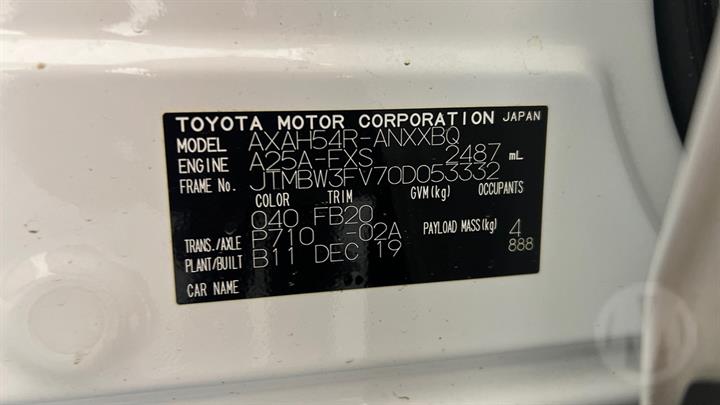 TOYOTA MOTOR CORPORATION JAPAN
MODEL AXAH54R-ANXXBQ
ENGINE A25A-FXS 2487 mL
FRAME No. JTMBW3FV70D053332
COLOR TRIM GVM(kg) OCCUPANTS
040 FB20
TRANS./AXLE P710 -02A PAYLOAD MASS(kg) 4
PLANT/BUILT B11 DEC 19 888
CAR NAME